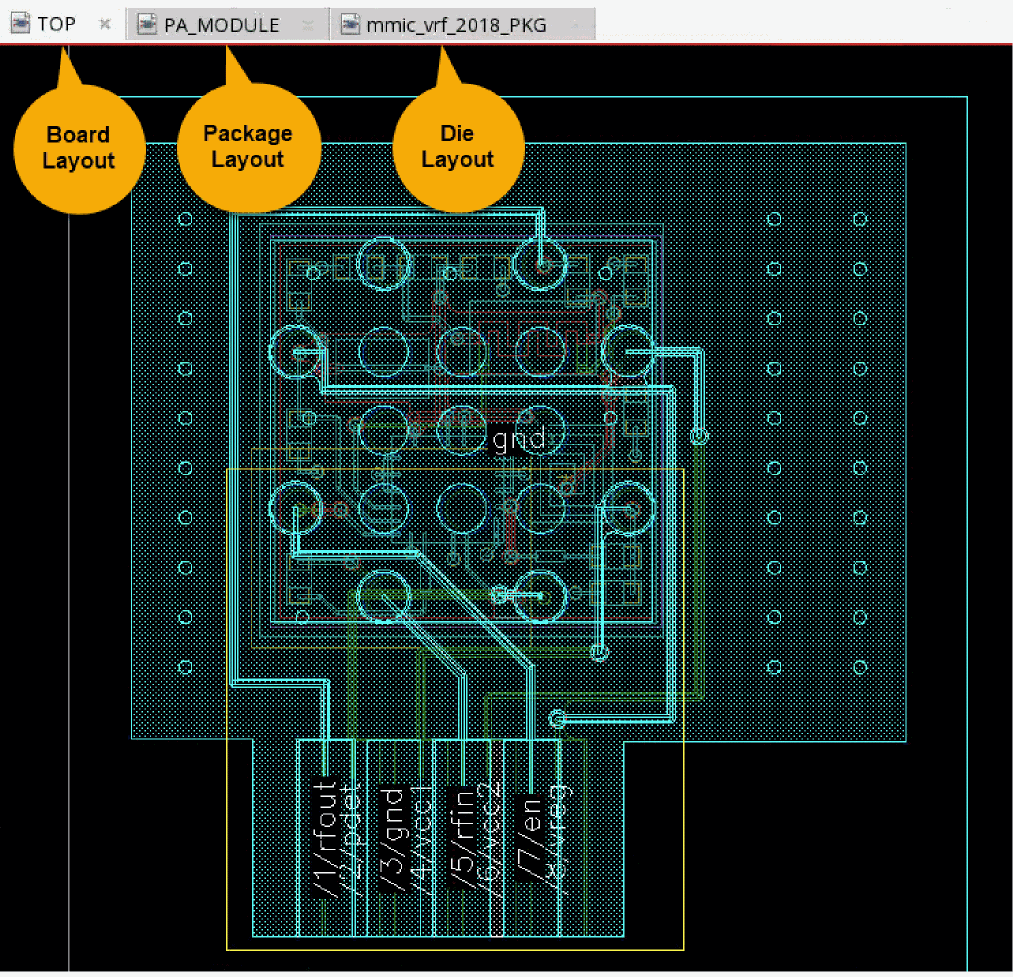 TOP
PA_MODULE
mmic_vrf_2018_PKG
Board
Layout
Package
Layout
Die
Layout
gnd
/1/rfout
/2/pdet
/3/gnd
/4/vcc1
/5/rfin
/6/vcc2
/7/en
/8/vreg